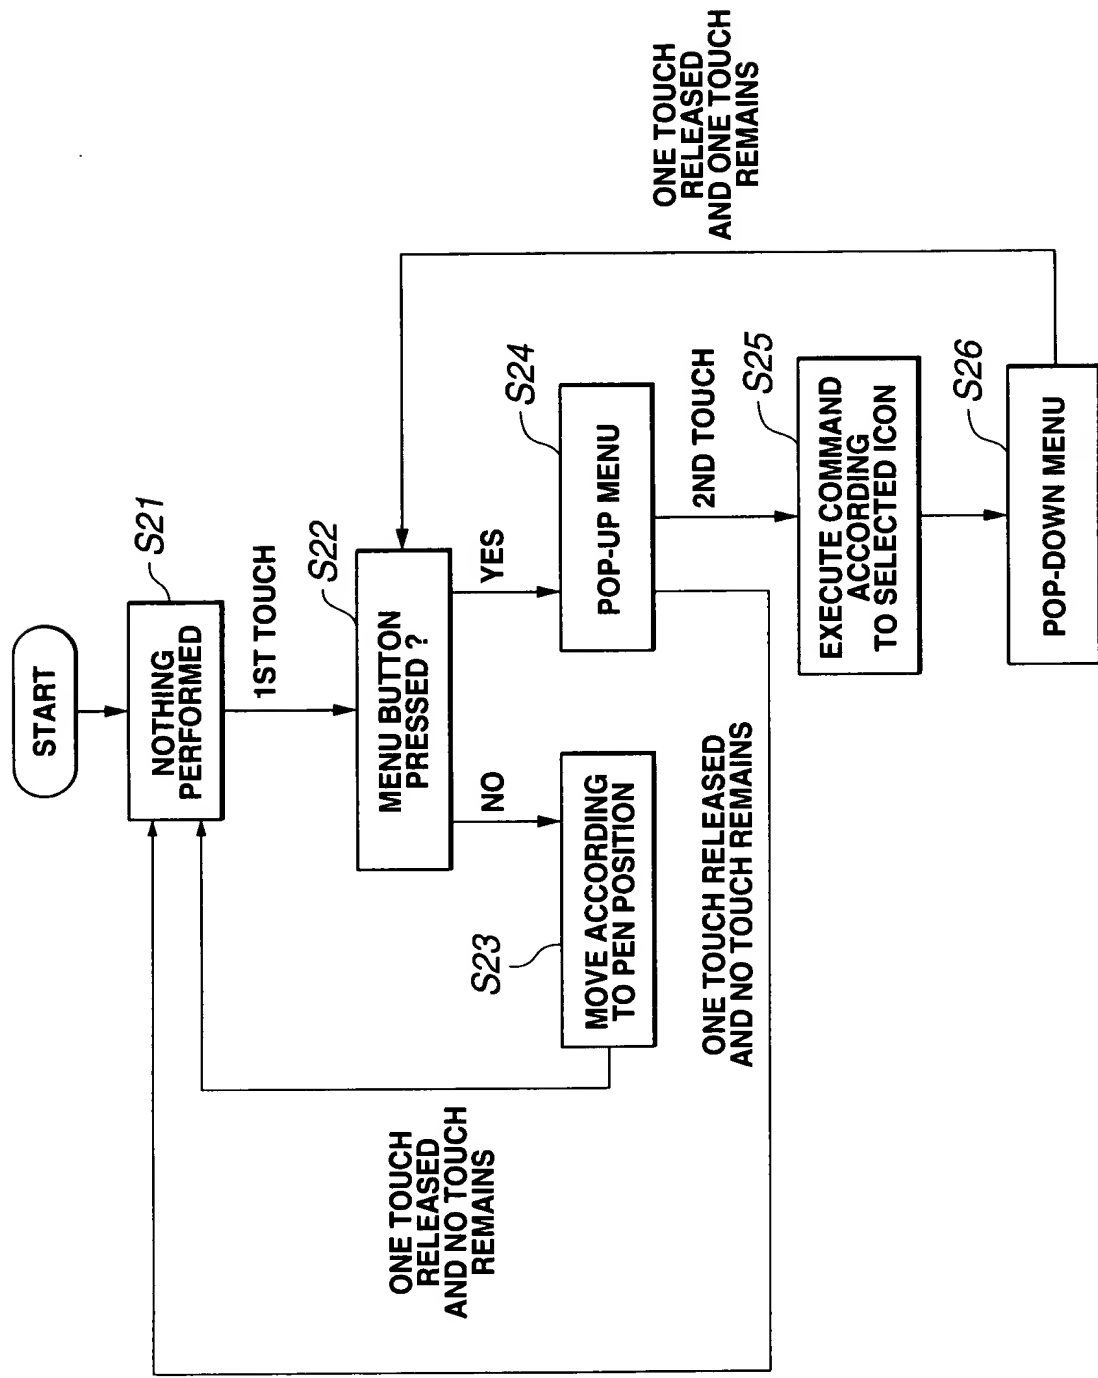 START
S21
NOTHING
PERFORMED
1ST TOUCH
S22
MENU BUTTON
PRESSED ?
NO
YES
S23
MOVE ACCORDING
TO PEN POSITION
S24
POP-UP MENU
ONE TOUCH
RELEASED
AND NO TOUCH
REMAINS
ONE TOUCH RELEASED
AND NO TOUCH REMAINS
2ND TOUCH
S25
EXECUTE COMMAND
ACCORDING
TO SELECTED ICON
S26
POP-DOWN MENU
ONE TOUCH
RELEASED
AND ONE TOUCH
REMAINS